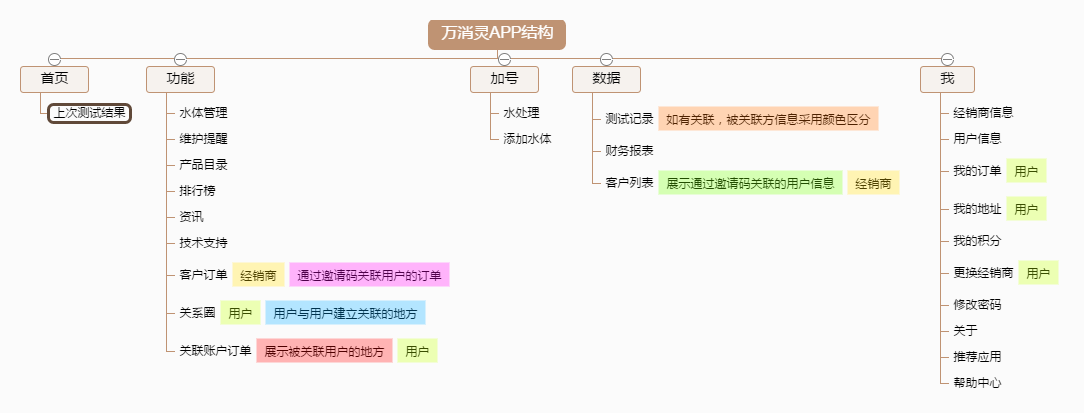 万消灵APP结构
首页
上次测试结果
功能
水体管理
维护提醒
产品目录
排行榜
资讯
技术支持
客户订单 经销商 通过邀请码关联用户的订单
关系圈 用户 用户与用户建立关联的地方
关联账户订单 展示被关联用户的地方 用户
加号
水处理
添加水体
数据
测试记录 如有关联，被关联方信息采用颜色区分
财务报表
客户列表 展示通过邀请码关联的用户信息 经销商
我
经销商信息
用户信息
我的订单 用户
我的地址 用户
我的积分
更换经销商 用户
修改密码
关于
推荐应用
帮助中心